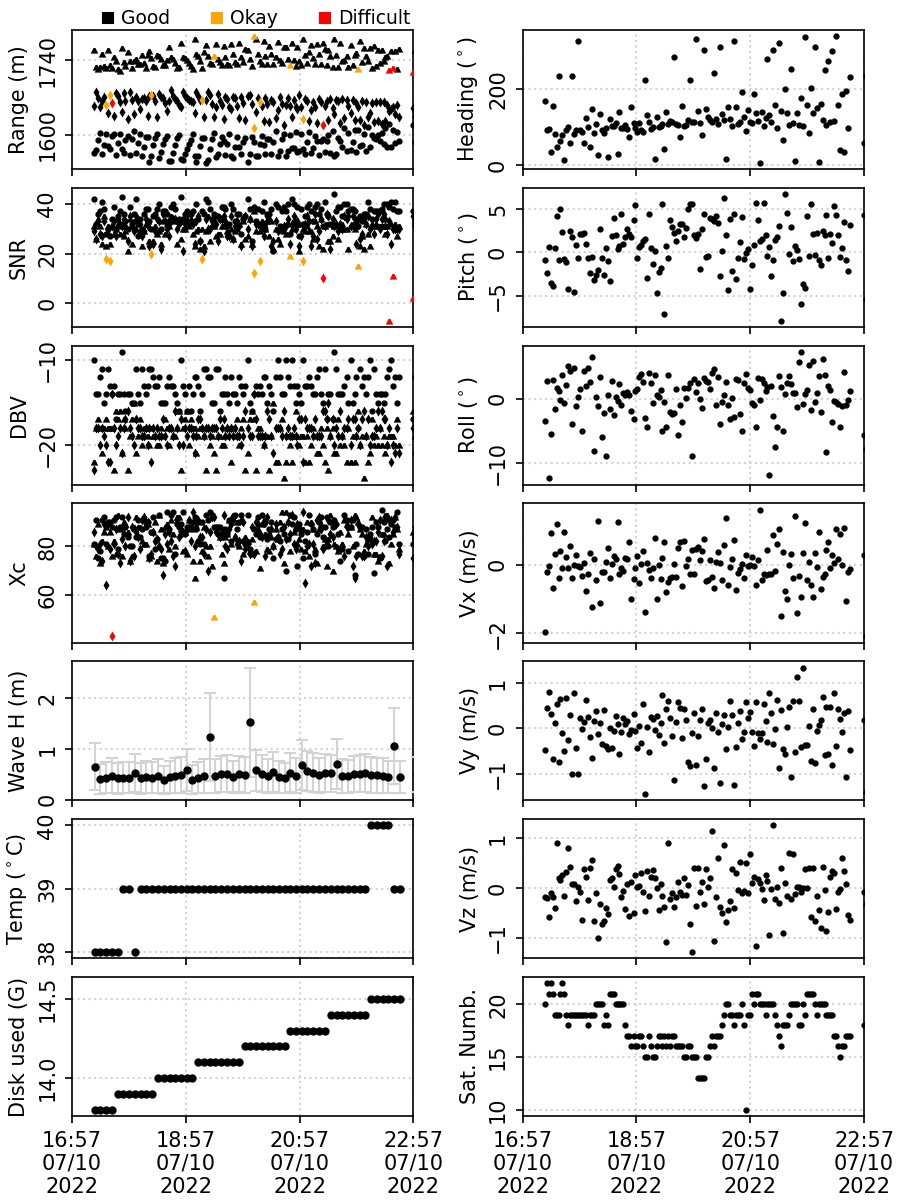 Good Okay Difficult
Range (m)
1740
1600
Heading (°)
200
0
SNR
40
20
0
Pitch (°)
5
0
−5
DBV
−10
−20
Roll (°)
0
−10
Xc
80
60
Vx (m/s)
0
−2
Wave H (m)
2
1
0
Vy (m/s)
1
0
−1
Temp (°C)
40
39
38
Vz (m/s)
1
0
−1
Disk used (G)
14.5
14.0
Sat. Numb.
20
15
10
16:57 18:57 20:57 22:57 16:57 18:57 20:57 22:57
07/10 07/10 07/10 07/10 07/10 07/10 07/10 07/10
2022 2022 2022 2022 2022 2022 2022 2022